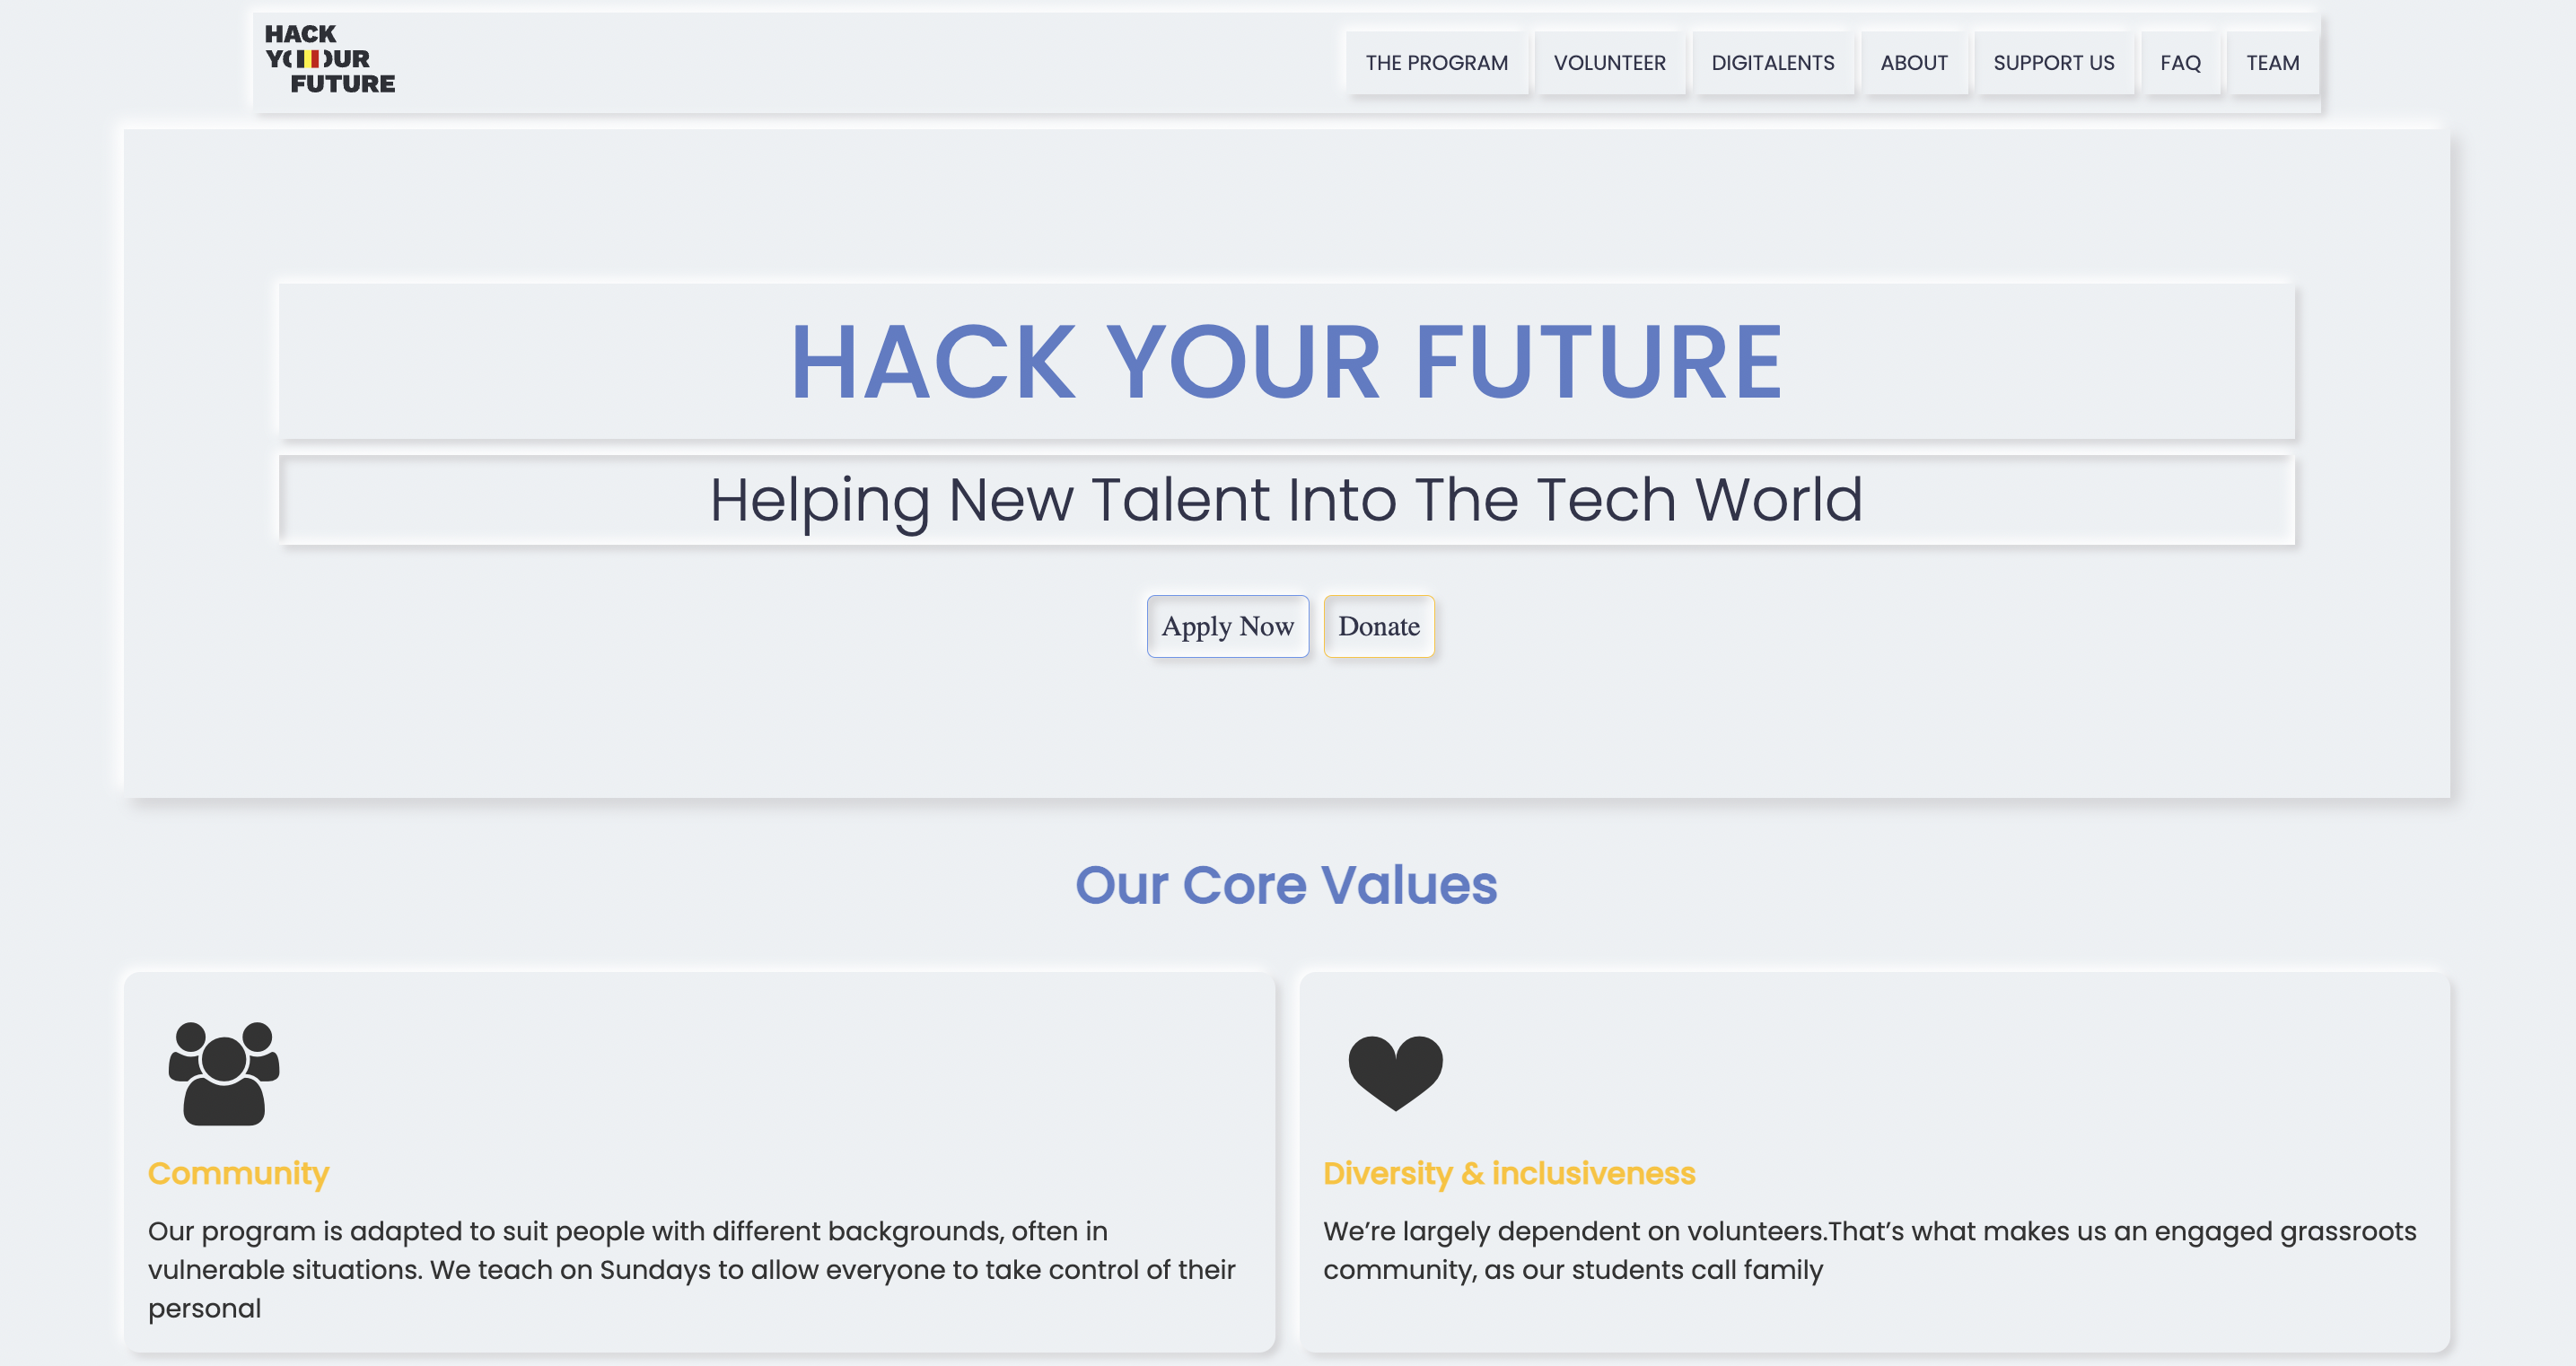 HACK
YOUR
FUTURE
THE PROGRAM
VOLUNTEER
DIGITALENTS
ABOUT
SUPPORT US
FAQ
TEAM
HACK YOUR FUTURE
Helping New Talent Into The Tech World
Apply Now
Donate
Our Core Values
Community
Our program is adapted to suit people with different backgrounds, often in
vulnerable situations. We teach on Sundays to allow everyone to take control of their
personal
Diversity & inclusiveness
We’re largely dependent on volunteers.That’s what makes us an engaged grassroots
community, as our students call family